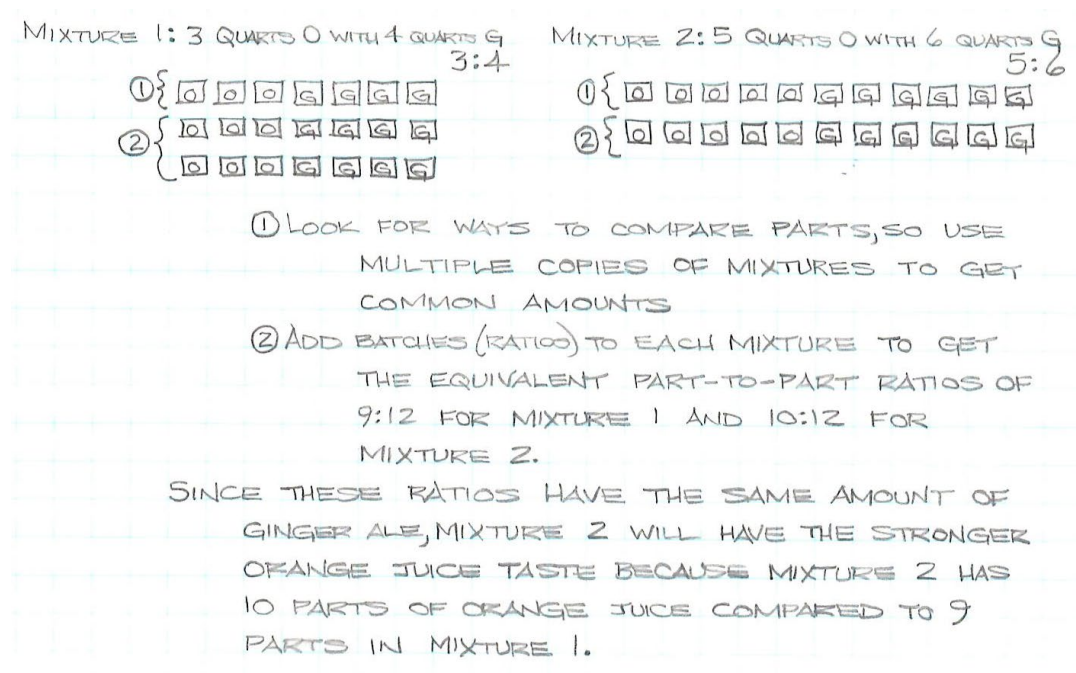 MIXTURE 1: 3 QUARTS O WITH 4 QUARTS G
3:4
① O O O G G G G
② O O O G G G G
O O O G G G G
MIXTURE 2: 5 QUARTS O WITH 6 QUARTS G
5:6
① O O O O O G G G G G G
② O O O O O G G G G G G
① LOOK FOR WAYS TO COMPARE PARTS, SO USE
MULTIPLE COPIES OF MIXTURES TO GET
COMMON AMOUNTS
② ADD BATCHES (RATIOS) TO EACH MIXTURE TO GET
THE EQUIVALENT PART-TO-PART RATIOS OF
9:12 FOR MIXTURE 1 AND 10:12 FOR
MIXTURE 2.
SINCE THESE RATIOS HAVE THE SAME AMOUNT OF
GINGER ALE, MIXTURE 2 WILL HAVE THE STRONGER
ORANGE JUICE TASTE BECAUSE MIXTURE 2 HAS
10 PARTS OF ORANGE JUICE COMPARED TO 9
PARTS IN MIXTURE 1.